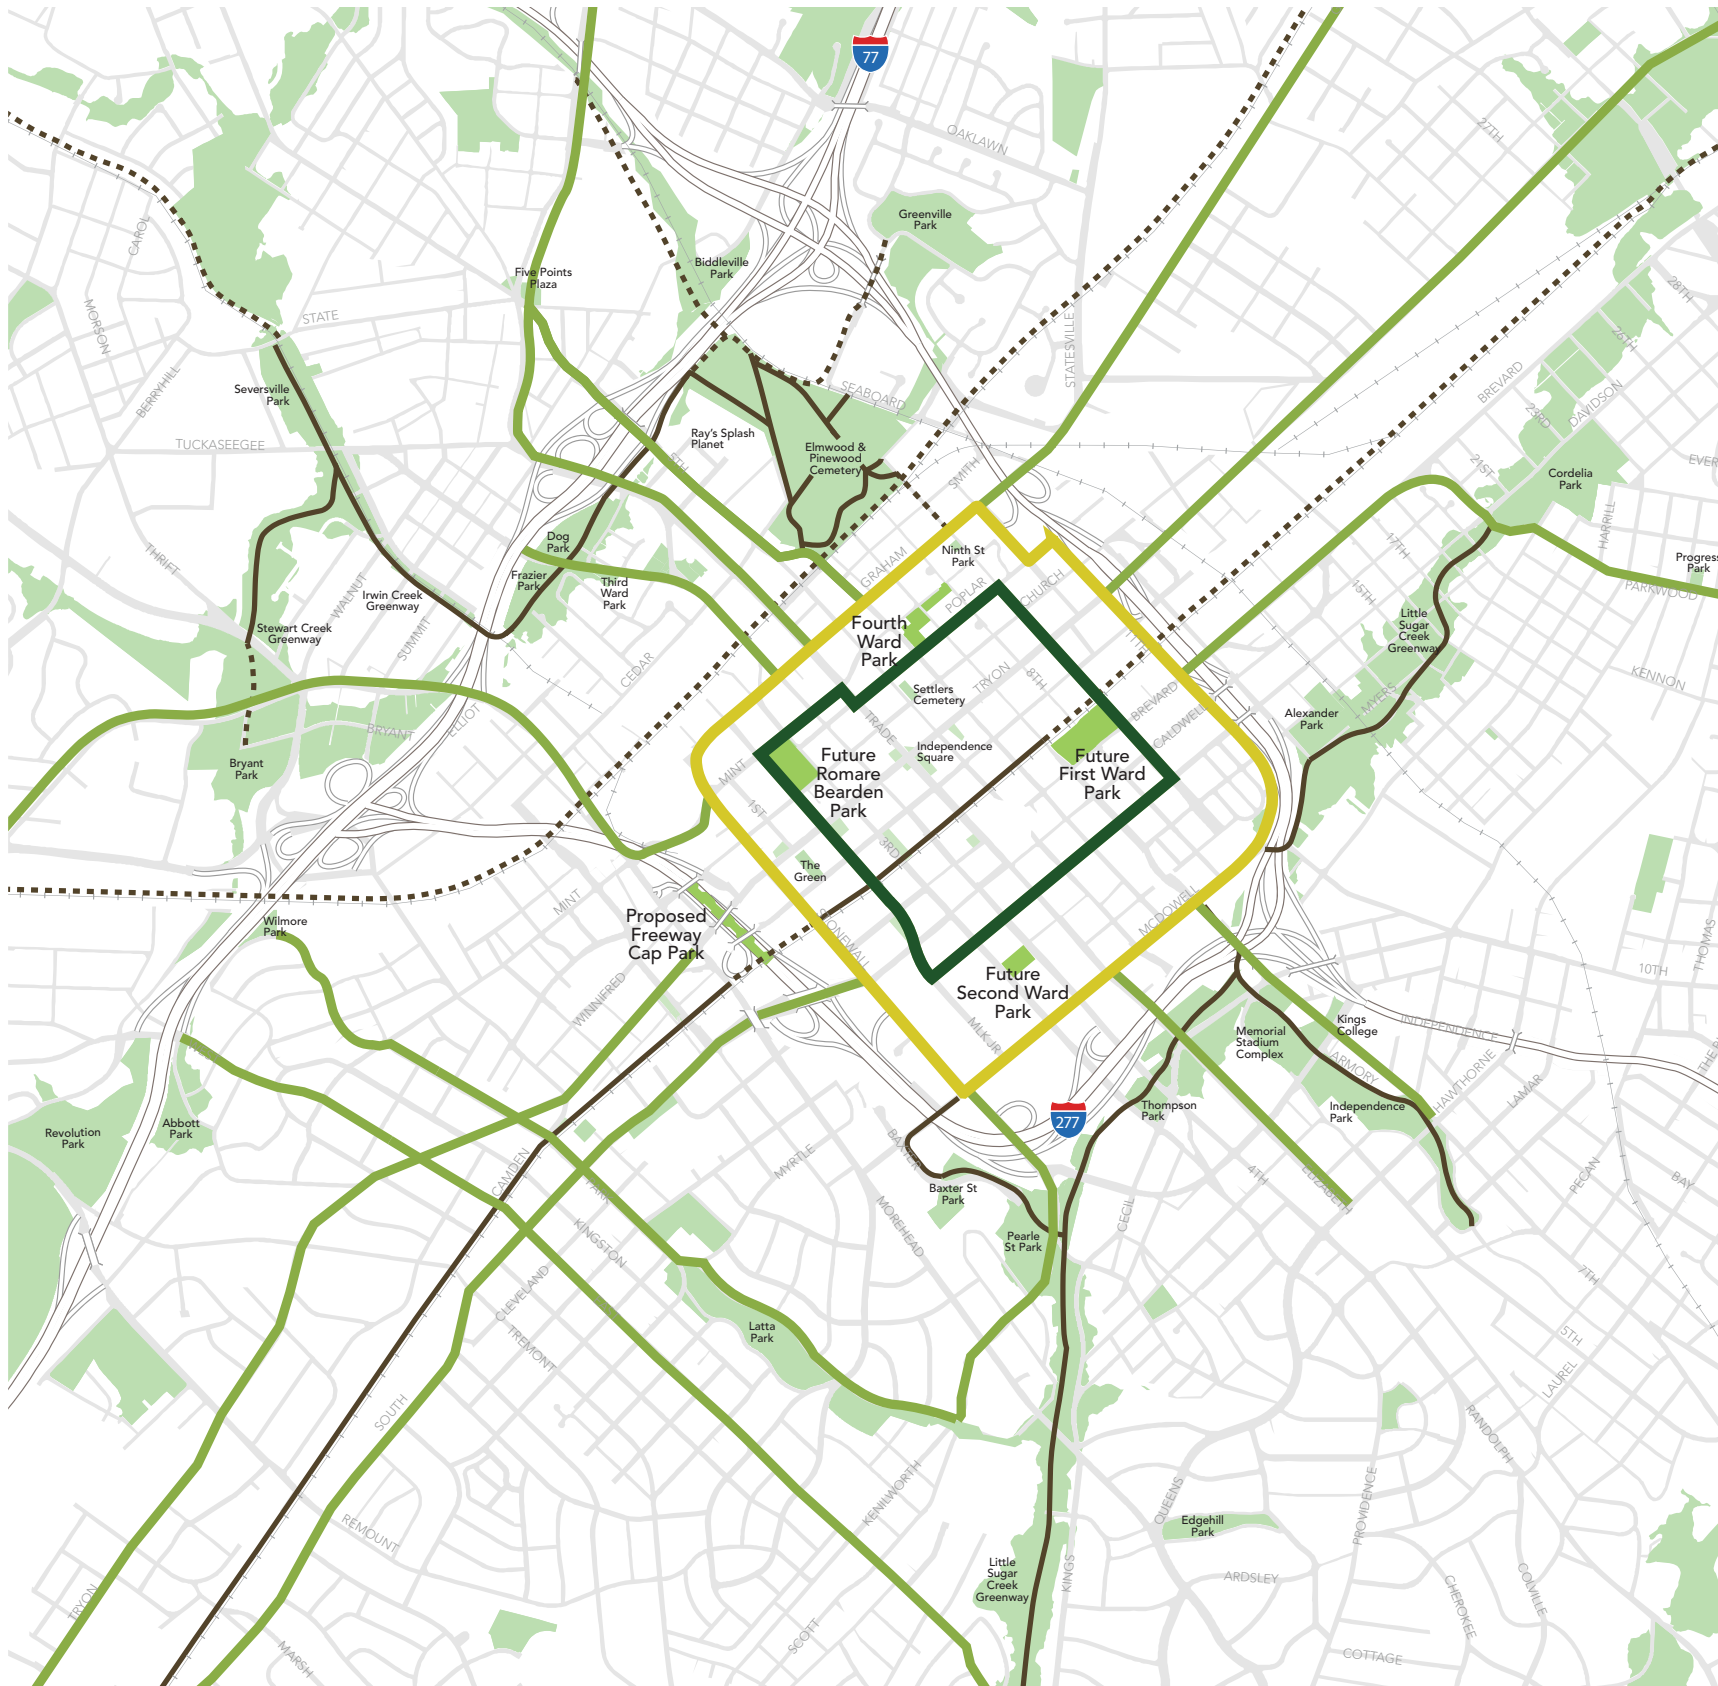 77
OAKLAWN
27TH
Greenville
Park
CAROL
Biddleville
Park
Five Points
Plaza
28TH
MORSON
STATE
STATESVILLE
26TH
BERRYHILL
Seversville
Park
SEABOARD
BREVARD
DAVIDSON
23RD
TUCKASEEGEE
Ray's Splash
Planet
5TH
Elmwood &
Pinewood
Cemetery
SMITH
21ST
EVER
Cordelia
Park
HARRILL
THRIFT
Dog
Park
GRAHAM
Ninth St
Park
17TH
Progress
Park
WALNUT
Frazier
Park
Third
Ward
Park
POPLAR
CHURCH
15TH
PARKWOOD
Irwin Creek
Greenway
Little
Sugar
Creek
Greenway
Stewart Creek
Greenway
SUMMIT
Fourth
Ward
Park
11TH
CEDAR
TRYON
8TH
KENNON
Settlers
Cemetery
MYERS
BREVARD
ELLIOT
BRYANT
TRADE
Alexander
Park
CALDWELL
Independence
Square
Bryant
Park
MINT
Future
Romare
Bearden
Park
Future
First Ward
Park
1ST
3RD
The
Green
MINT
MCDOWELL
Proposed
Freeway
Cap Park
STONEWALL
Wilmore
Park
THOMAS
10TH
Future
Second Ward
Park
WINNIFRED
MLK JR
Kings
College
INDEPENDENCE
Memorial
Stadium
Complex
ARMORY
HAWTHORNE
LAMAR
277
Thompson
Park
Independence
Park
Revolution
Park
Abbott
Park
BAXTER
MYRTLE
CAMDEN
PARK
4TH
ELIZABETH
PECAN
BAY
Baxter St
Park
MOREHEAD
CECIL
Pearle
St Park
KINGSTON
7TH
CLEVELAND
TREMONT
Latta
Park
5TH
LAUREL
SOUTH
RANDOLPH
KENILWORTH
QUEENS
PROVIDENCE
REMOUNT
Edgehill
Park
Little
Sugar
Creek
Greenway
KINGS
ARDSLEY
CHEROKEE
COLVILLE
TRYON
SCOTT
MARSH
COTTAGE